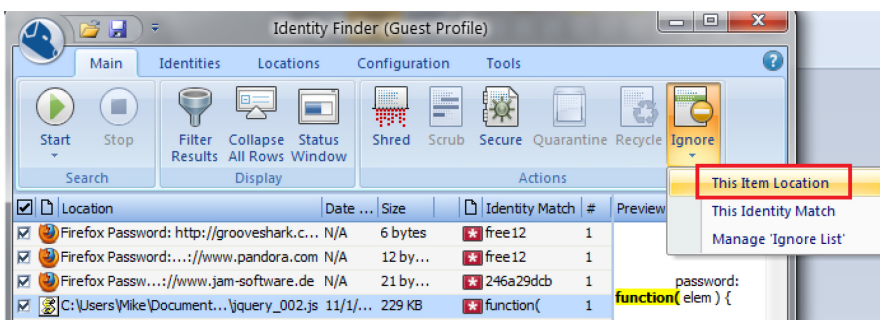 Identity Finder (Guest Profile)
Main Identities Locations Configuration Tools
Start Stop Filter Results Collapse All Rows Status Window Shred Scrub Secure Quarantine Recycle Ignore
Search Display Actions
This Item Location
This Identity Match
Manage 'Ignore List'
Location Date ... Size Identity Match # Preview
Firefox Password: http://grooveshark.c... N/A 6 bytes free12 1
Firefox Password:...://www.pandora.com N/A 12 by... free12 1
Firefox Passw...://www.jam-software.de N/A 21 by... 246a29dcb 1
C:\Users\Mike\Document...\jquery_002.js 11/1/... 229 KB function( 1
password:
function( elem ) {